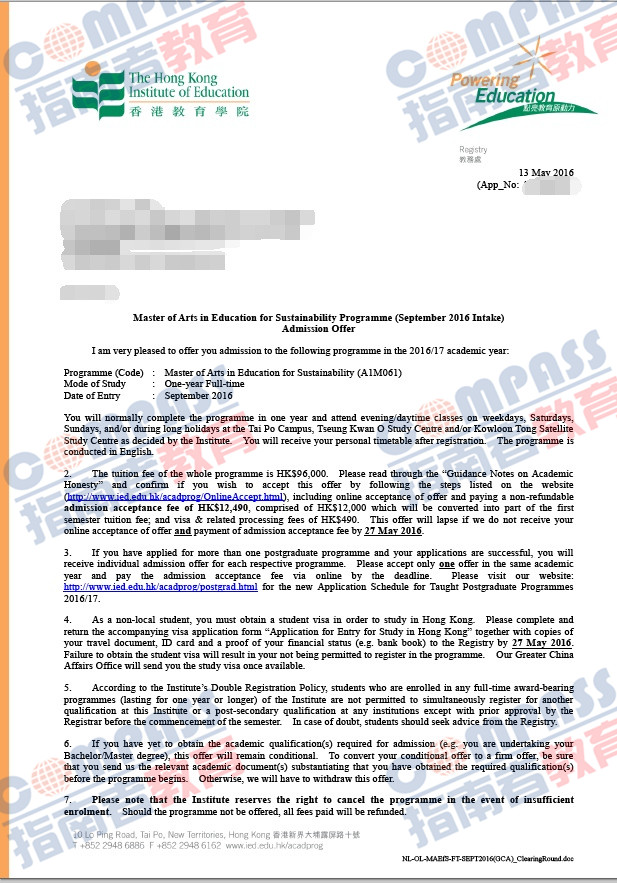 The Hong Kong
Institute of Education
香港教育學院
Powering
Education
點亮教育原動力
Registry
教務處
13 May 2016
(App_No:
Master of Arts in Education for Sustainability Programme (September 2016 Intake)
Admission Offer
I am very pleased to offer you admission to the following programme in the 2016/17 academic year:
Programme (Code) : Master of Arts in Education for Sustainability (A1M061)
Mode of Study : One-year Full-time
Date of Entry : September 2016
You will normally complete the programme in one year and attend evening/daytime classes on weekdays, Saturdays,
Sundays, and/or during long holidays at the Tai Po Campus, Tseung Kwan O Study Centre and/or Kowloon Tong Satellite
Study Centre as decided by the Institute. You will receive your personal timetable after registration. The programme is
conducted in English.
2. The tuition fee of the whole programme is HK$96,000. Please read through the “Guidance Notes on Academic
Honesty” and confirm if you wish to accept this offer by following the steps listed on the website
(http://www.ied.edu.hk/acadprog/OnlineAccept.html), including online acceptance of offer and paying a non-refundable
admission acceptance fee of HK$12,490, comprised of HK$12,000 which will be converted into part of the first
semester tuition fee; and visa & related processing fees of HK$490. This offer will lapse if we do not receive your
online acceptance of offer and payment of admission acceptance fee by 27 May 2016.
3. If you have applied for more than one postgraduate programme and your applications are successful, you will
receive individual admission offer for each respective programme. Please accept only one offer in the same academic
year and pay the admission acceptance fee via online by the deadline. Please visit our website:
http://www.ied.edu.hk/acadprog/postgrad.html for the new Application Schedule for Taught Postgraduate Programmes
2016/17.
4. As a non-local student, you must obtain a student visa in order to study in Hong Kong. Please complete and
return the accompanying visa application form “Application for Entry for Study in Hong Kong” together with copies of
your travel document, ID card and a proof of your financial status (e.g. bank book) to the Registry by 27 May 2016.
Failure to obtain the student visa will result in your not being permitted to register in the programme. Our Greater China
Affairs Office will send you the study visa once available.
5. According to the Institute’s Double Registration Policy, students who are enrolled in any full-time award-bearing
programmes (lasting for one year or longer) of the Institute are not permitted to simultaneously register for another
qualification at this Institute or a post-secondary qualification at any institutions except with prior approval by the
Registrar before the commencement of the semester. In case of doubt, students should seek advice from the Registry.
6. If you have yet to obtain the academic qualification(s) required for admission (e.g. you are undertaking your
Bachelor/Master degree), this offer will remain conditional. To convert your conditional offer to a firm offer, be sure
that you send us the relevant academic document(s) substantiating that you have obtained the required qualification(s)
before the programme begins. Otherwise, we will have to withdraw this offer.
7. Please note that the Institute reserves the right to cancel the programme in the event of insufficient
enrolment. Should the programme not be offered, all fees paid will be refunded.
10 Lo Ping Road, Tai Po, New Territories, Hong Kong 香港新界大埔露屏路十號
T +852 2948 6886 F +852 2948 6162 www.ied.edu.hk/acadprog
NL-OL-MAEfS-FT-SEPT2016(GCA)_ClearingRound.doc
COMPASS
指南者教育
COMPASS
指南者教育
COMPASS
指南者教育
COMPASS
指南者教育
COMPASS
指南者教育
COMPASS
指南者教育